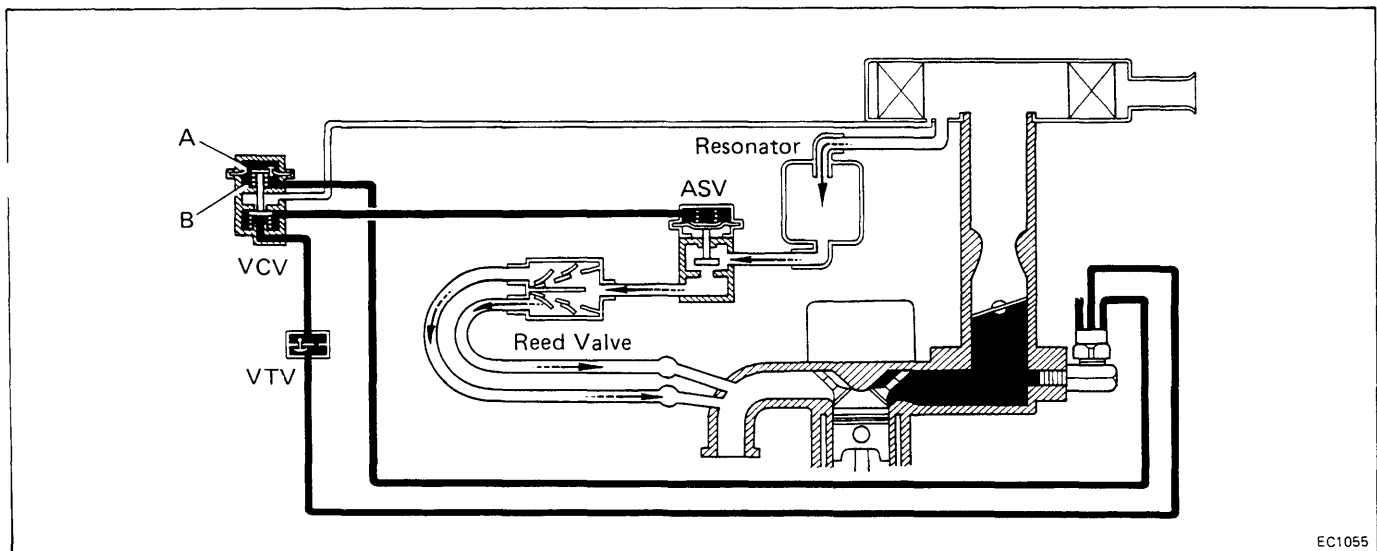 Resonator
A
ASV
B
VCV
Reed Valve
VTV
EC1055